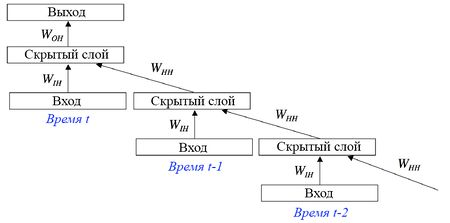 Выход
W_OH
Скрытый слой
W_IH
W_HH
Вход
Время t
Скрытый слой
W_IH
W_HH
Вход
Время t-1
Скрытый слой
W_IH
W_HH
Вход
Время t-2